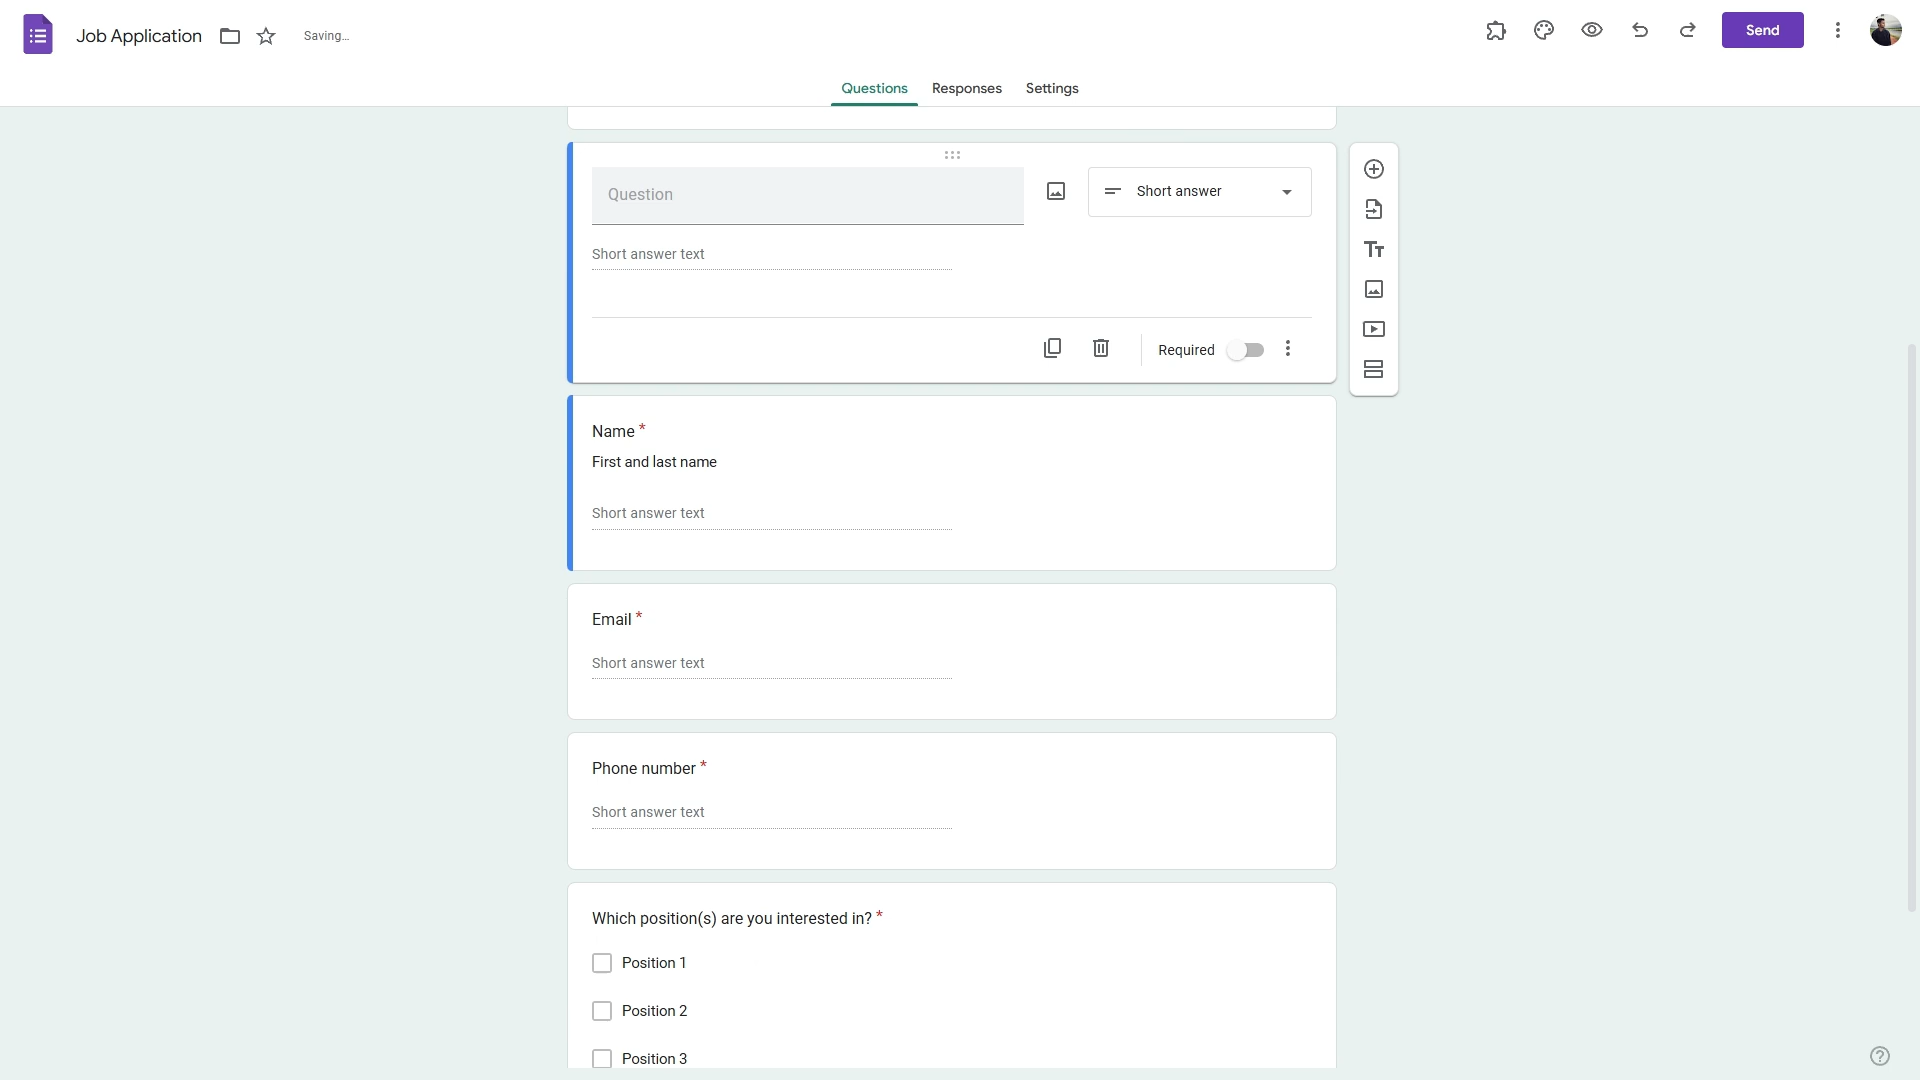 Job Application
Saving...
Send
Questions Responses Settings
Question
Short answer
Short answer text
Required
Name *
First and last name
Short answer text
Email *
Short answer text
Phone number *
Short answer text
Which position(s) are you interested in? *
Position 1
Position 2
Position 3